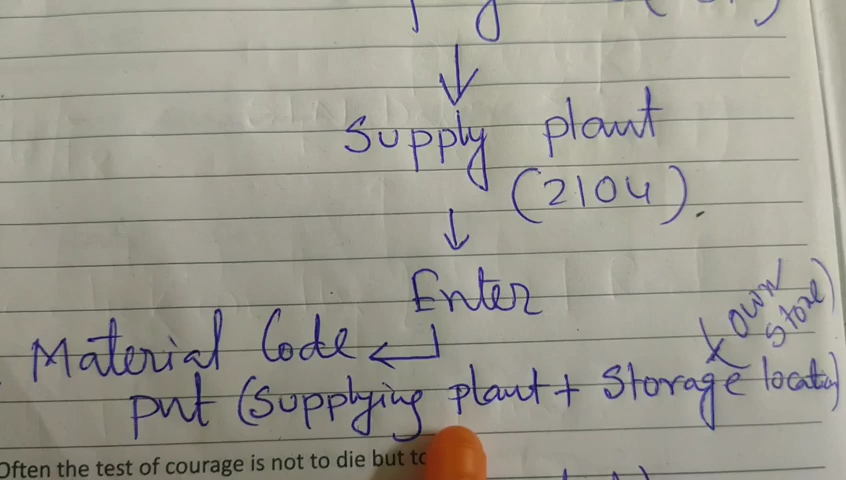 Supply plant
(2104).
Enter
Material Code
(own
store)
put (Supplying plant + Storage locatio)
Often the test of courage is not to die but to